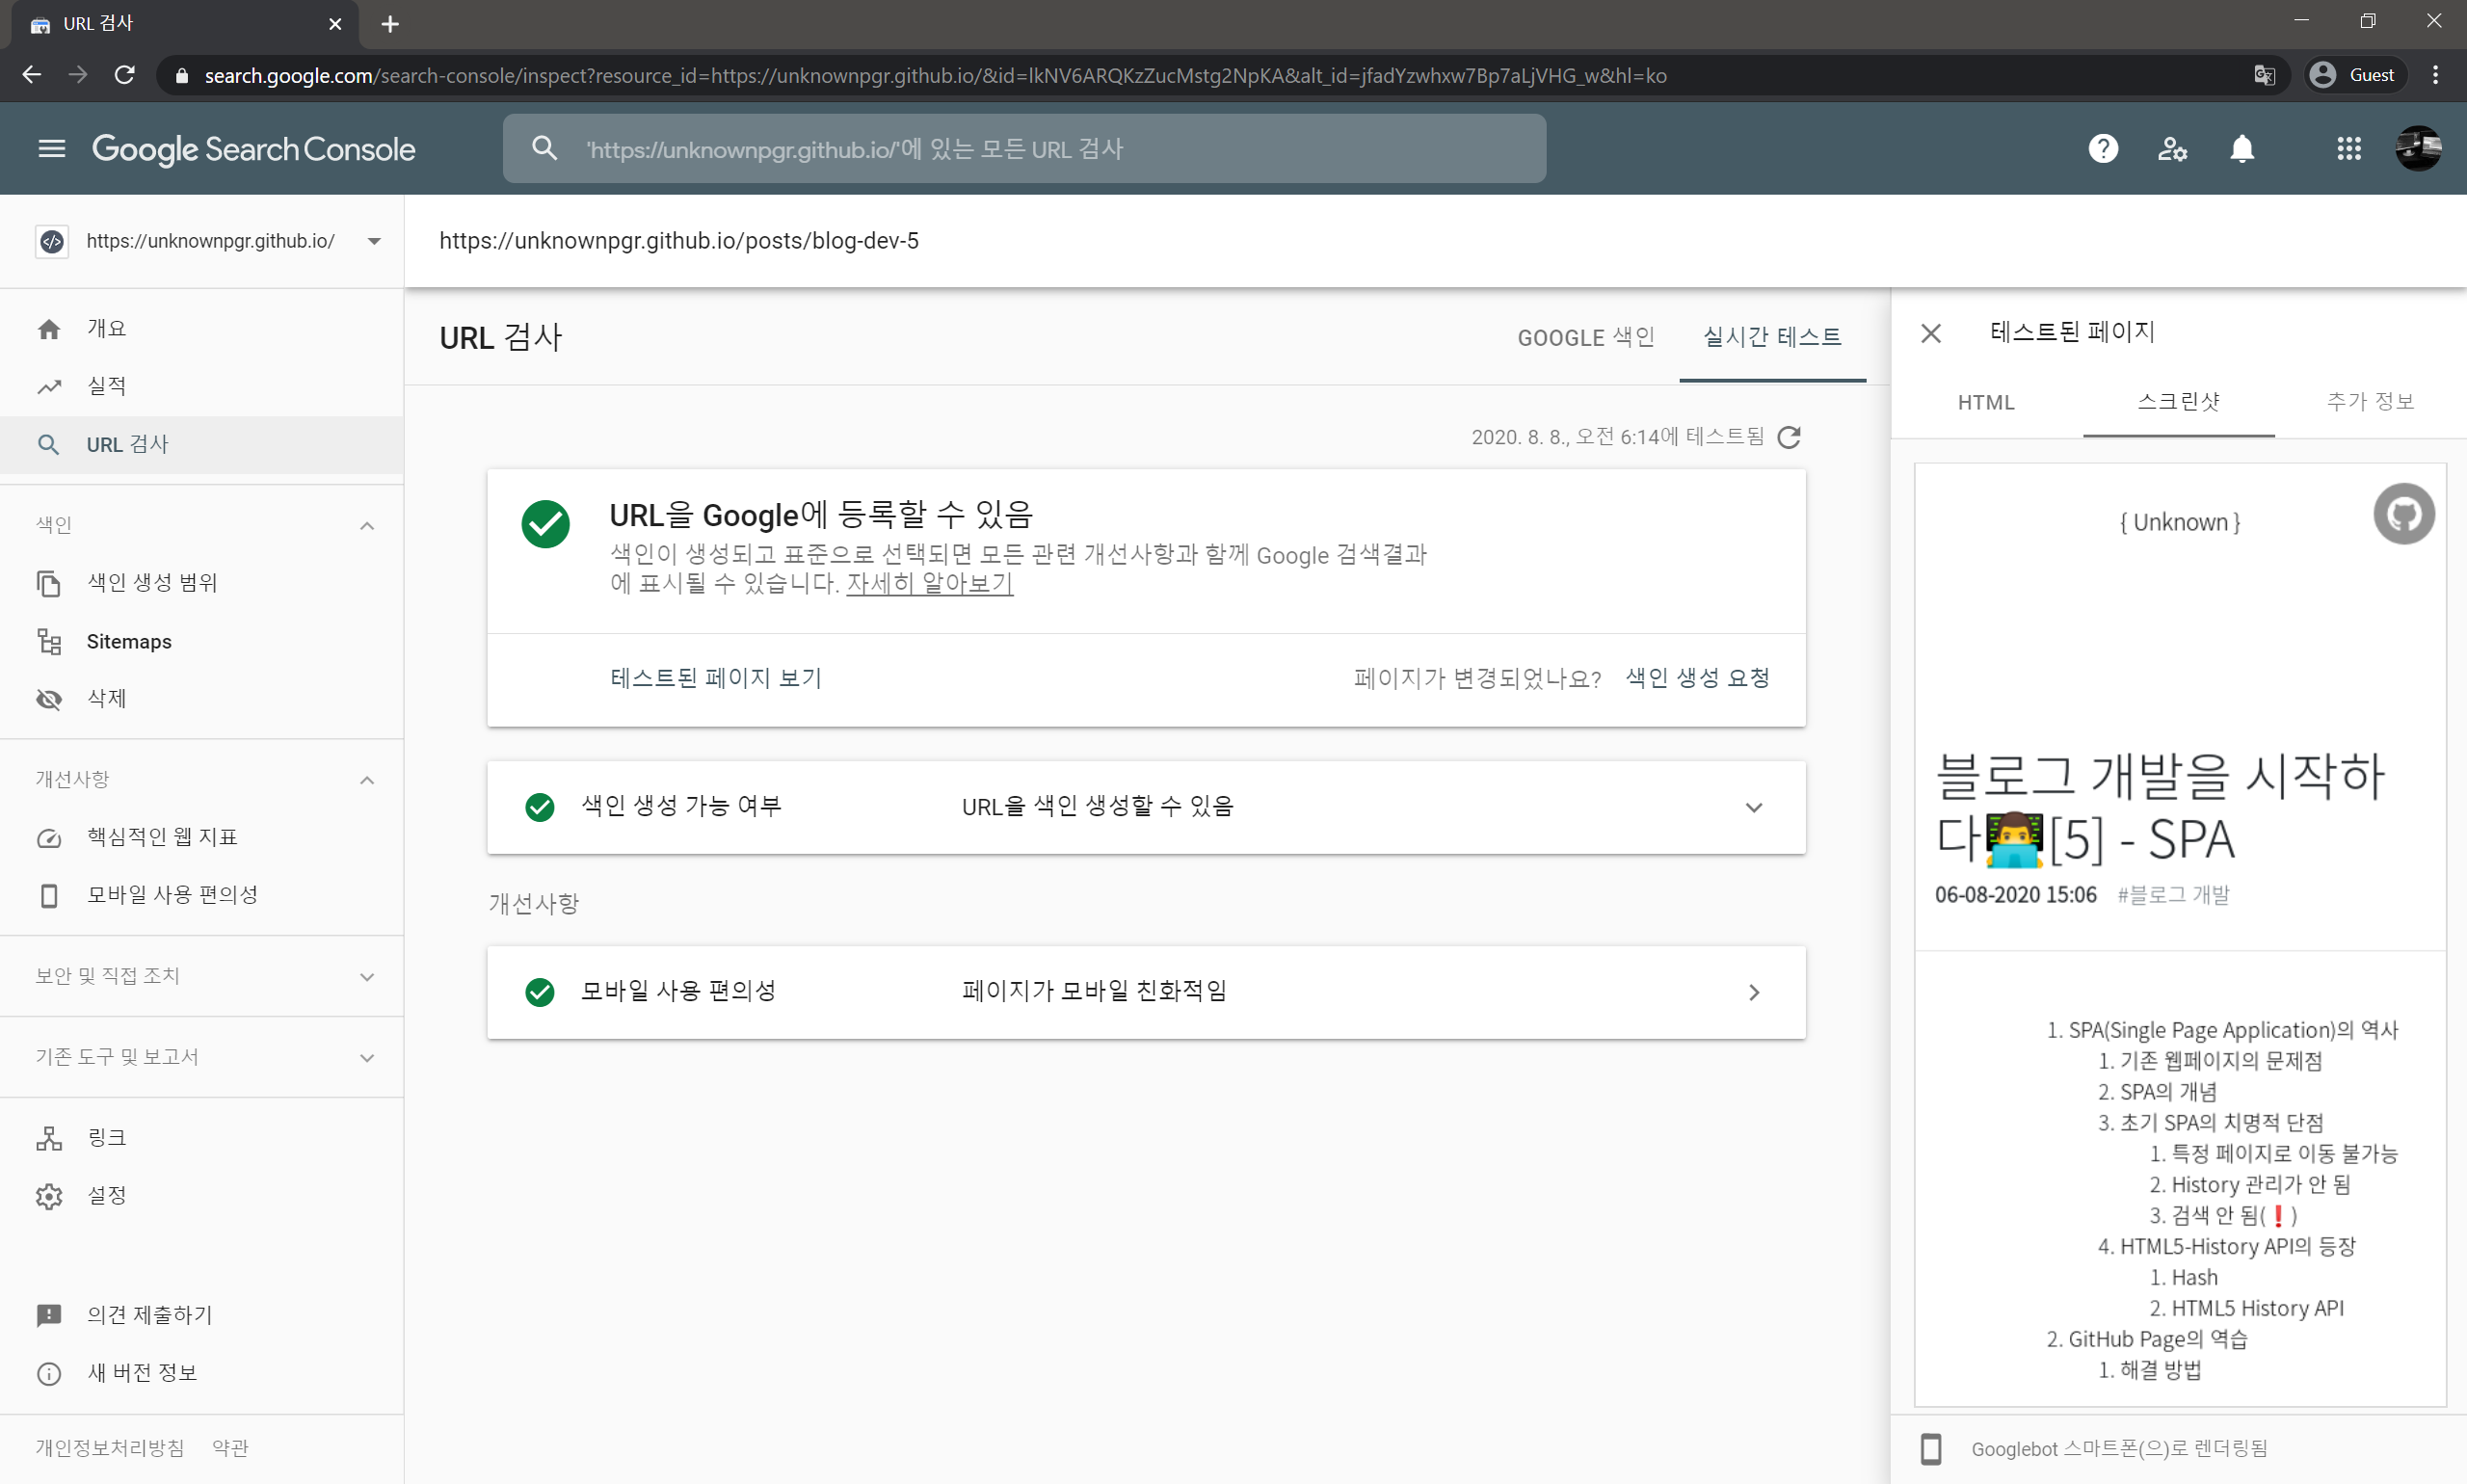 URL 검사
search.google.com/search-console/inspect?resource_id=https://unknownpgr.github.io/&id=lkNV6ARQKzZucMstg2NpKA&alt_id=jfadYzwhxw7Bp7aLjVHG_w&hl=ko
Guest
Google Search Console
'https://unknownpgr.github.io/'에 있는 모든 URL 검사
https://unknownpgr.github.io/
https://unknownpgr.github.io/posts/blog-dev-5
개요
실적
URL 검사
색인
색인 생성 범위
Sitemaps
삭제
개선사항
핵심적인 웹 지표
모바일 사용 편의성
보안 및 직접 조치
기존 도구 및 보고서
링크
설정
의견 제출하기
새 버전 정보
개인정보처리방침 약관
URL 검사
GOOGLE 색인 실시간 테스트
2020. 8. 8., 오전 6:14에 테스트됨
URL을 Google에 등록할 수 있음
색인이 생성되고 표준으로 선택되면 모든 관련 개선사항과 함께 Google 검색결과
에 표시될 수 있습니다. 자세히 알아보기
테스트된 페이지 보기
페이지가 변경되었나요? 색인 생성 요청
색인 생성 가능 여부 URL을 색인 생성할 수 있음
개선사항
모바일 사용 편의성 페이지가 모바일 친화적임
테스트된 페이지
HTML 스크린샷 추가 정보
{ Unknown }
블로그 개발을 시작하
다👨‍💻[5] - SPA
06-08-2020 15:06 #블로그 개발
1. SPA(Single Page Application)의 역사
1. 기존 웹페이지의 문제점
2. SPA의 개념
3. 초기 SPA의 치명적 단점
1. 특정 페이지로 이동 불가능
2. History 관리가 안 됨
3. 검색 안 됨(❗)
4. HTML5-History API의 등장
1. Hash
2. HTML5 History API
2. GitHub Page의 역습
1. 해결 방법
Googlebot 스마트폰(으)로 렌더링됨